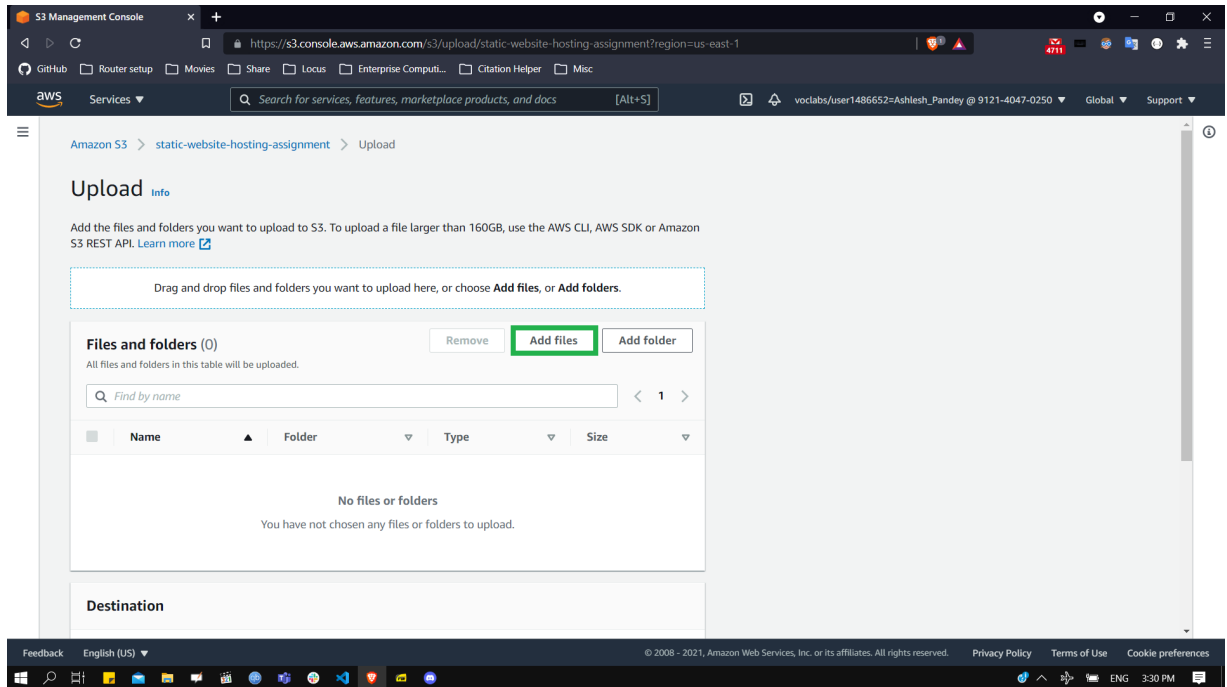 S3 Management Console
https://s3.console.aws.amazon.com/s3/upload/static-website-hosting-assignment?region=us-east-1
1
4711
GitHub Router setup Movies Share Locus Enterprise Computi... Citation Helper Misc
aws Services ▼ Search for services, features, marketplace products, and docs [Alt+S] voclabs/user1486652=Ashlesh_Pandey @ 9121-4047-0250 ▼ Global ▼ Support ▼
Amazon S3 > static-website-hosting-assignment > Upload
Upload Info
Add the files and folders you want to upload to S3. To upload a file larger than 160GB, use the AWS CLI, AWS SDK or Amazon
S3 REST API. Learn more
Drag and drop files and folders you want to upload here, or choose Add files, or Add folders.
Files and folders (0) Remove Add files Add folder
All files and folders in this table will be uploaded.
Find by name < 1 >
Name Folder Type Size
No files or folders
You have not chosen any files or folders to upload.
Destination
Feedback English (US) ▼ © 2008 - 2021, Amazon Web Services, Inc. or its affiliates. All rights reserved. Privacy Policy Terms of Use Cookie preferences
ENG 3:30 PM